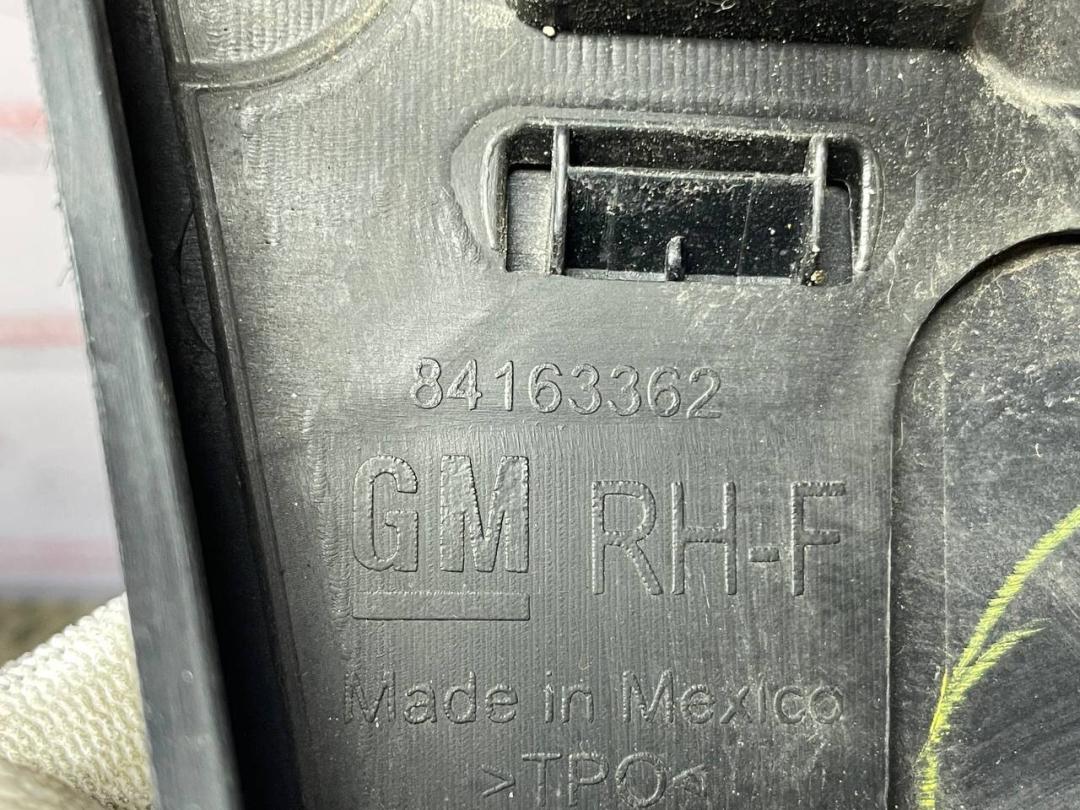 84163362
GM RH-F
Made in Mexico
>TPO<